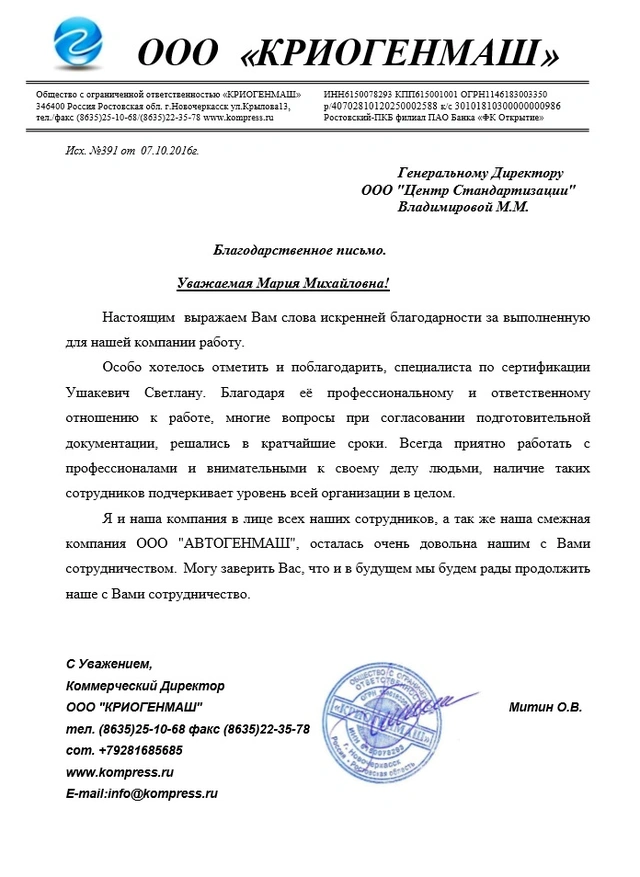 ООО «КРИОГЕНМАШ»
Общество с ограниченной ответственностью «КРИОГЕНМАШ»
346400 Россия Ростовская обл. г.Новочеркасск ул.Крылова13,
тел./факс (8635)25-10-68/(8635)22-35-78 www.kompress.ru
ИНН6150078293 КПП615001001 ОГРН1146183003350
р/40702810120250002588 к/с 30101810300000000986
Ростовский-ПКБ филиал ПАО Банка «ФК Открытие»
Исх. №391 от 07.10.2016г.
Генеральному Директору
ООО "Центр Стандартизации"
Владимировой М.М.
Благодарственное письмо.
Уважаемая Мария Михайловна!
Настоящим выражаем Вам слова искренней благодарности за выполненную
для нашей компании работу.
Особо хотелось отметить и поблагодарить, специалиста по сертификации
Ушакевич Светлану. Благодаря её профессиональному и ответственному
отношению к работе, многие вопросы при согласовании подготовительной
документации, решались в кратчайшие сроки. Всегда приятно работать с
профессионалами и внимательными к своему делу людьми, наличие таких
сотрудников подчеркивает уровень всей организации в целом.
Я и наша компания в лице всех наших сотрудников, а так же наша смежная
компания ООО "АВТОГЕНМАШ", осталась очень довольна нашим с Вами
сотрудничеством. Могу заверить Вас, что и в будущем мы будем рады продолжить
наше с Вами сотрудничество.
С Уважением,
Коммерческий Директор
ООО "КРИОГЕНМАШ"
тел. (8635)25-10-68 факс (8635)22-35-78
сот. +79281685685
www.kompress.ru
E-mail:info@kompress.ru
Митин О.В.
ОБЩЕСТВО С ОГРАНИЧЕННОЙ
ОТВЕТСТВЕННОСТЬЮ
ОГРН
«КРИОГЕНМАШ»
ИНН 6150078293
г. Новочеркасск
Россия - Ростовская область